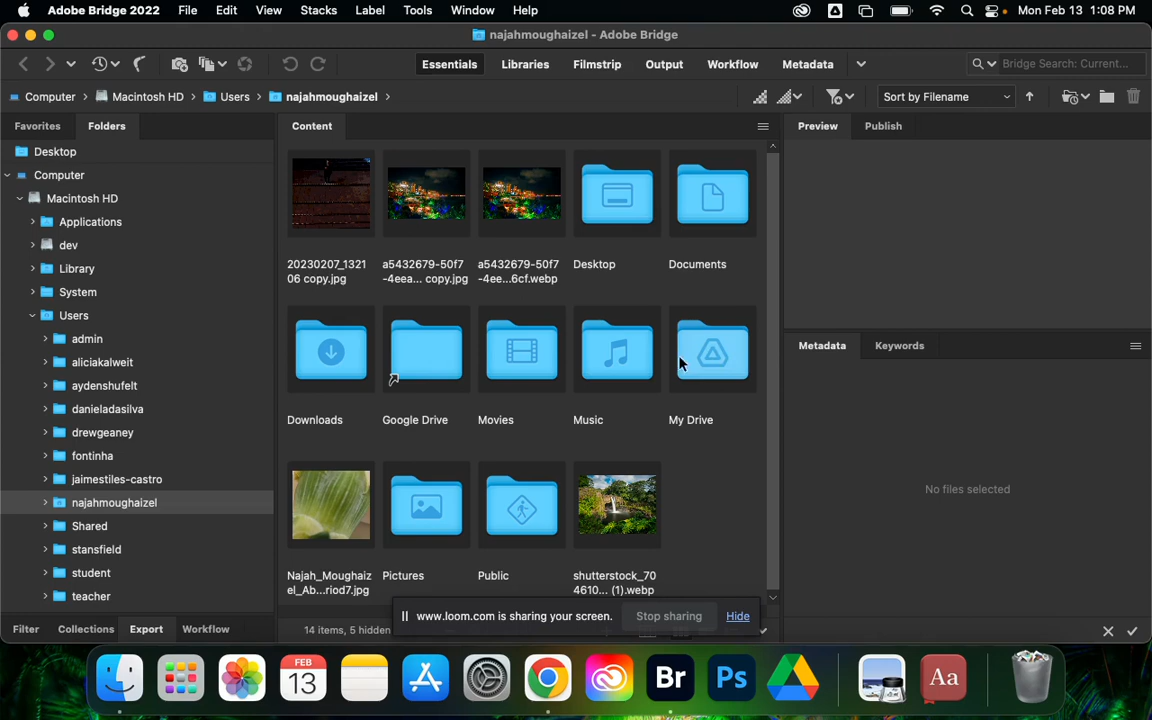 Adobe Bridge 2022 File Edit View Stacks Label Tools Window Help Mon Feb 13 1:08 PM
najahmoughaizel - Adobe Bridge
Essentials Libraries Filmstrip Output Workflow Metadata Bridge Search: Current...
Computer > Macintosh HD > Users > najahmoughaizel > Sort by Filename
Favorites Folders Content Preview Publish
Desktop
Computer
Macintosh HD
Applications
dev
Library
System
Users
admin
aliciakalweit
aydenshufelt
danieladasilva
drewgeaney
fontinha
jaimestiles-castro
najahmoughaizel
Shared
stansfield
student
teacher
20230207_1321
06 copy.jpg
a5432679-50f7
-4eea... copy.jpg
a5432679-50f7
-4ee...6cf.webp
Desktop
Documents
Downloads
Google Drive
Movies
Music
My Drive
Najah_Moughaiz
el_Ab...riod7.jpg
Pictures
Public
shutterstock_70
4610... (1).webp
Metadata Keywords
No files selected
Filter Collections Export Workflow
14 items, 5 hidden
www.loom.com is sharing your screen. Stop sharing Hide
FEB
13
Br
Ps
Aa